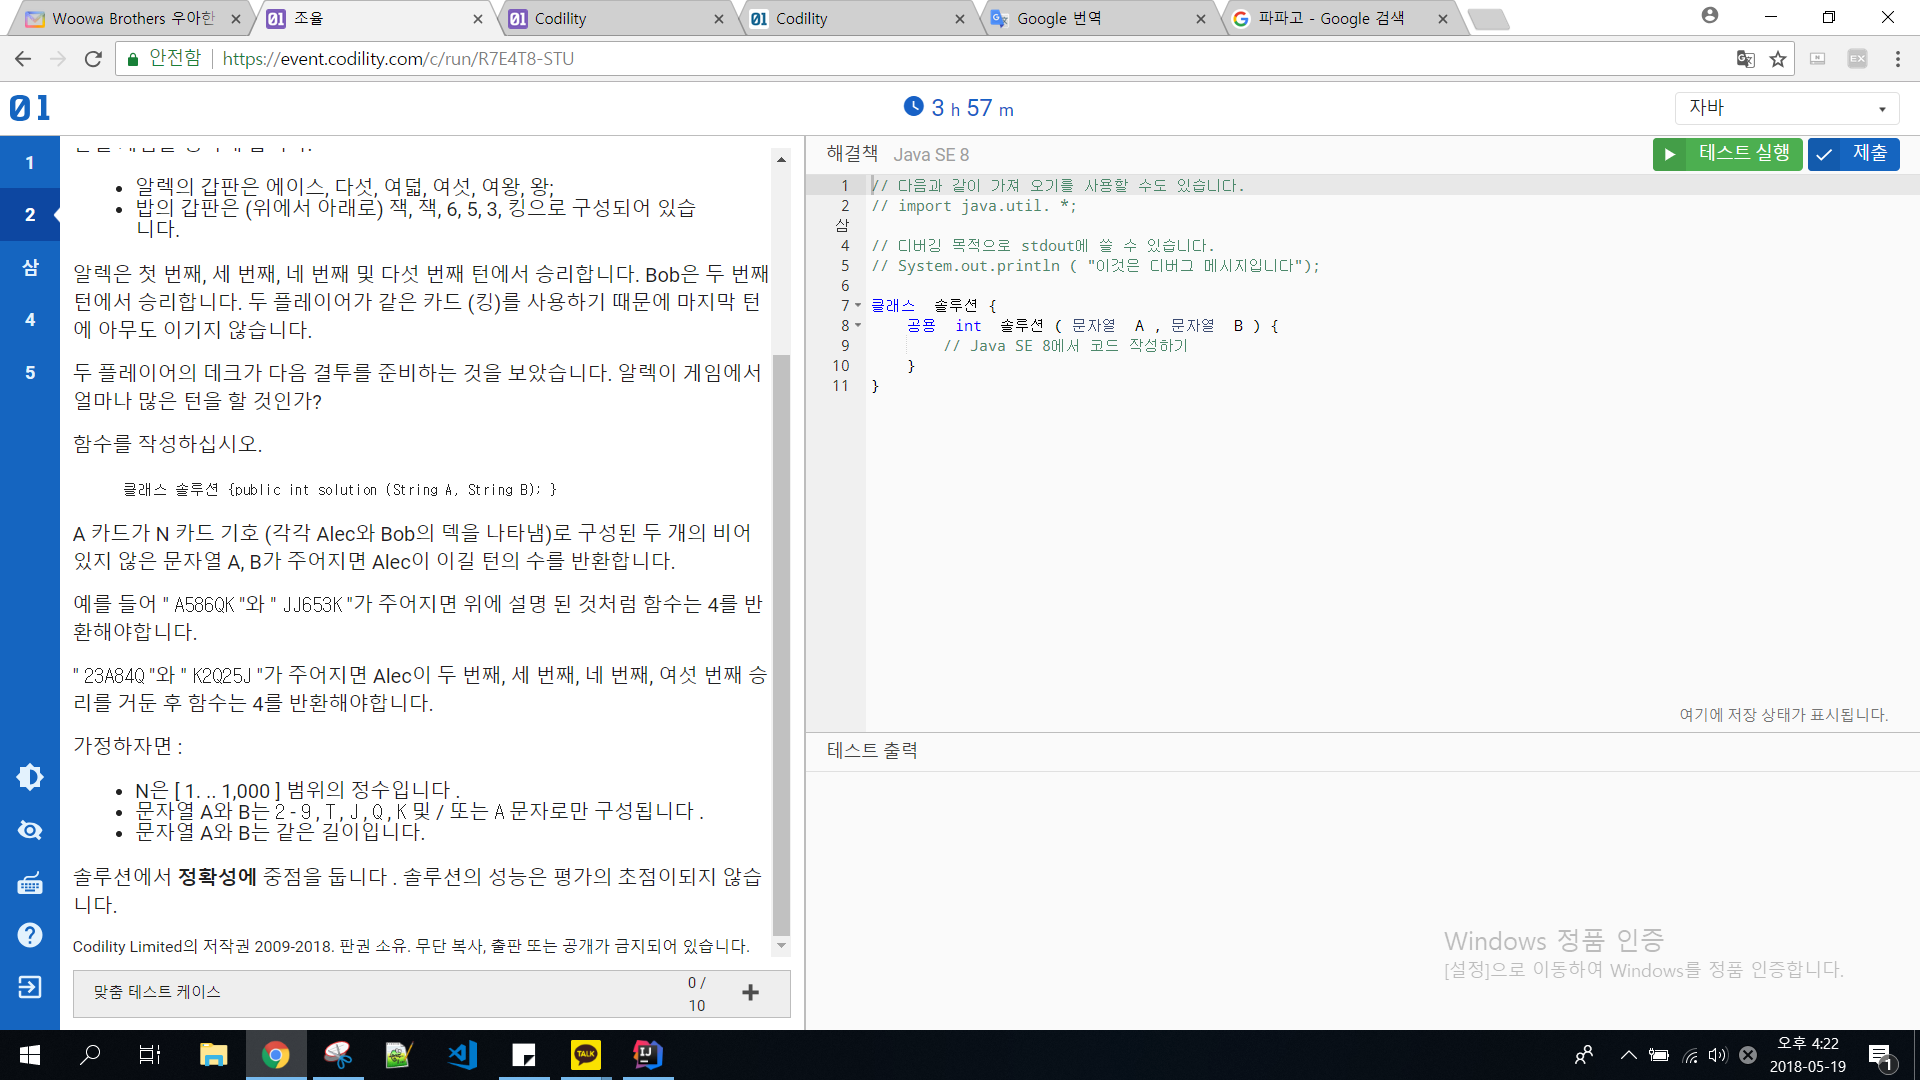 Woowa Brothers 우아한
조율
Codility
Codility
Google 번역
파파고 - Google 검색
안전함
https://event.codility.com/c/run/R7E4T8-STU
EX
01
3 h 57 m
자바
1
2
삼
4
5
알렉의 갑판은 에이스, 다섯, 여덟, 여섯, 여왕, 왕;
밥의 갑판은 (위에서 아래로) 잭, 잭, 6, 5, 3, 킹으로 구성되어 있습
니다.
알렉은 첫 번째, 세 번째, 네 번째 및 다섯 번째 턴에서 승리합니다. Bob은 두 번째
턴에서 승리합니다. 두 플레이어가 같은 카드 (킹)를 사용하기 때문에 마지막 턴
에 아무도 이기지 않습니다.
두 플레이어의 데크가 다음 결투를 준비하는 것을 보았습니다. 알렉이 게임에서
얼마나 많은 턴을 할 것인가?
함수를 작성하십시오.
클래스 솔루션 {public int solution (String A, String B); }
A 카드가 N 카드 기호 (각각 Alec와 Bob의 덱을 나타냄)로 구성된 두 개의 비어
있지 않은 문자열 A, B가 주어지면 Alec이 이길 턴의 수를 반환합니다.
예를 들어 " A586QK "와 " JJ653K "가 주어지면 위에 설명 된 것처럼 함수는 4를 반
환해야합니다.
" 23A84Q "와 " K2Q25J "가 주어지면 Alec이 두 번째, 세 번째, 네 번째, 여섯 번째 승
리를 거둔 후 함수는 4를 반환해야합니다.
가정하자면 :
N은 [ 1. .. 1,000 ] 범위의 정수입니다 .
문자열 A와 B는 2 - 9 , T , J , Q , K 및 / 또는 A 문자로만 구성됩니다 .
문자열 A와 B는 같은 길이입니다.
솔루션에서 정확성에 중점을 둡니다 . 솔루션의 성능은 평가의 초점이되지 않습
니다.
Codility Limited의 저작권 2009-2018. 판권 소유. 무단 복사, 출판 또는 공개가 금지되어 있습니다.
맞춤 테스트 케이스
0 /
10
해결책 Java SE 8
테스트 실행
제출
1 // 다음과 같이 가져 오기를 사용할 수도 있습니다.
2 // import java.util. *;
삼
4 // 디버깅 목적으로 stdout에 쓸 수 있습니다.
5 // System.out.println ( "이것은 디버그 메시지입니다");
6
7 클래스 솔루션 {
8 공용 int 솔루션 ( 문자열 A , 문자열 B ) {
9 // Java SE 8에서 코드 작성하기
10 }
11 }
여기에 저장 상태가 표시됩니다.
테스트 출력
Windows 정품 인증
[설정]으로 이동하여 Windows를 정품 인증합니다.
TALK
IJ
오후 4:22
2018-05-19
1